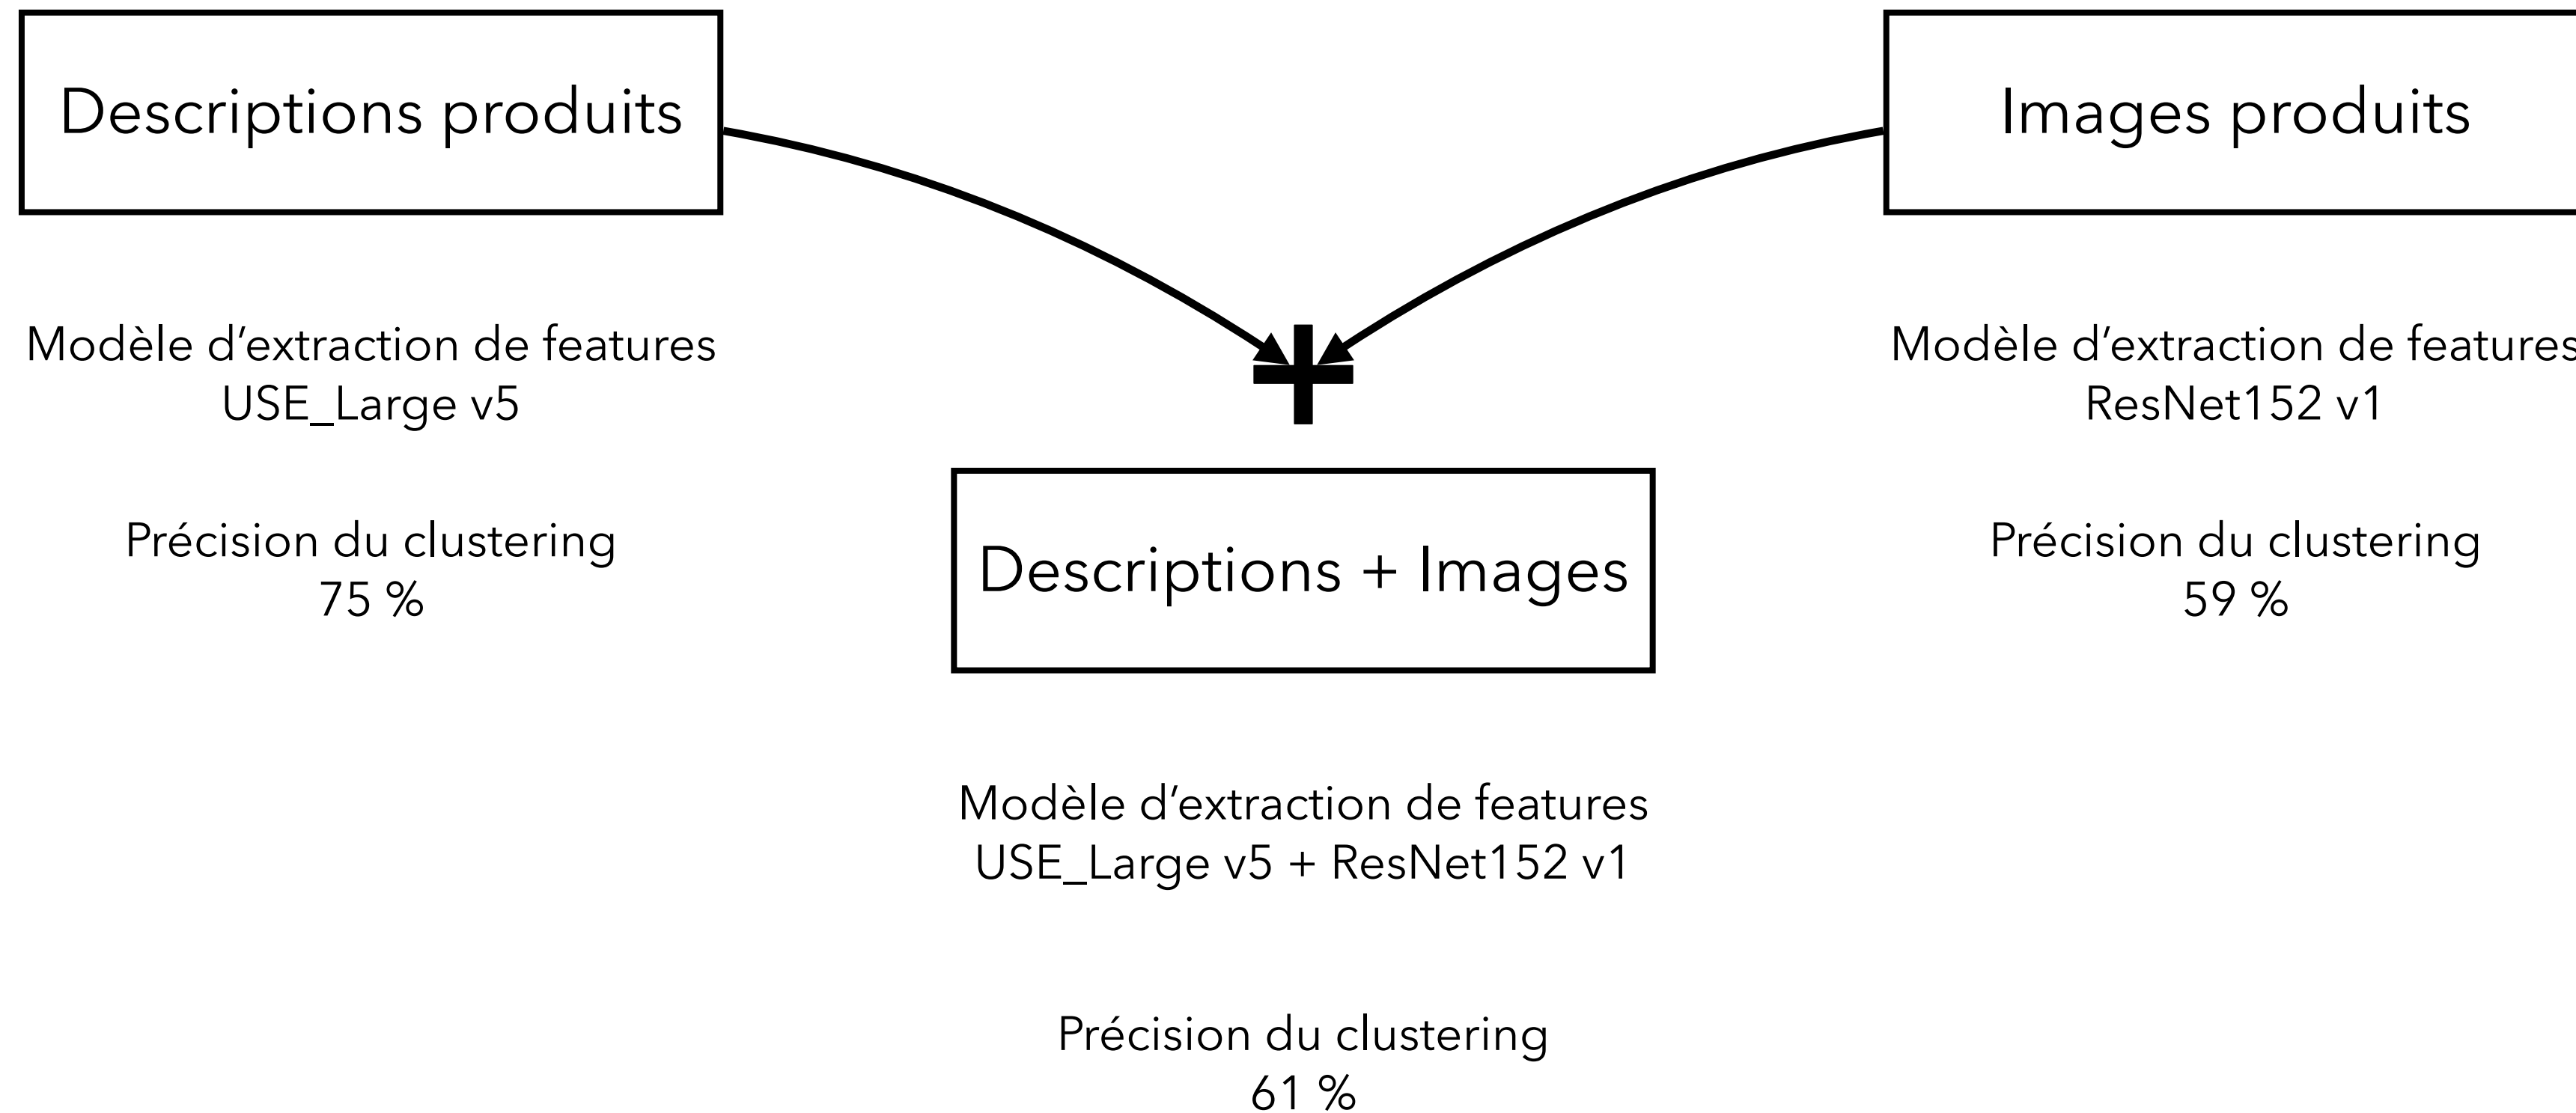 Descriptions produits
Modèle d’extraction de features
USE_Large v5
Précision du clustering
75 %
Images produits
Modèle d’extraction de features
ResNet152 v1
Précision du clustering
59 %
Descriptions + Images
Modèle d’extraction de features
USE_Large v5 + ResNet152 v1
Précision du clustering
61 %